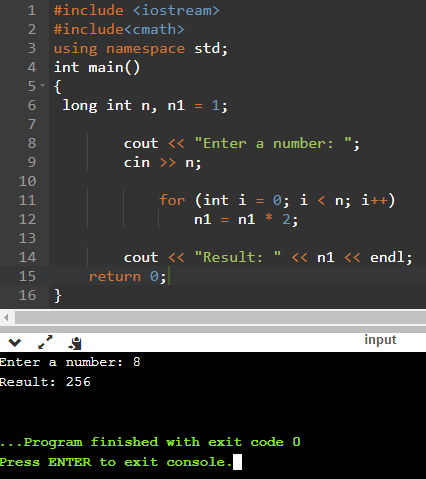 1 #include <iostream>
2 #include<cmath>
3 using namespace std;
4 int main()
5 {
6 long int n, n1 = 1;
7
8 cout << "Enter a number: ";
9 cin >> n;
10
11 for (int i = 0; i < n; i++)
12 n1 = n1 * 2;
13
14 cout << "Result: " << n1 << endl;
15 return 0;
16 }
input
Enter a number: 8
Result: 256
...Program finished with exit code 0
Press ENTER to exit console.